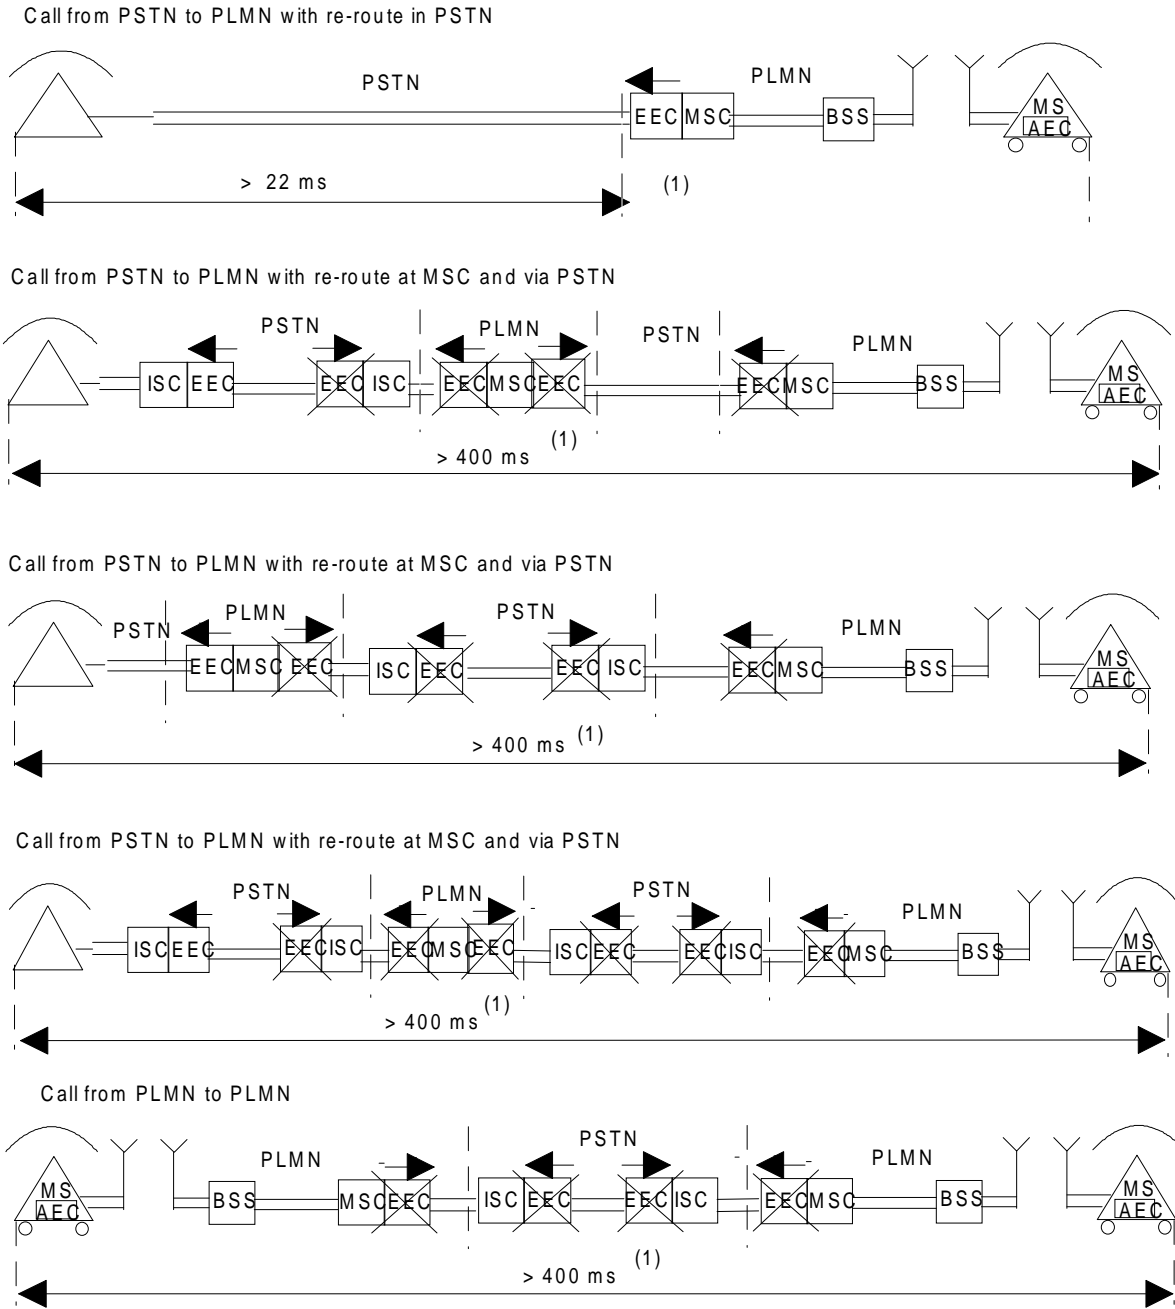 Call from PSTN to PLMN with re-route in PSTN
PSTN PLMN
EEC MSC BSS MS
AEC
> 22 ms (1)
Call from PSTN to PLMN with re-route at MSC and via PSTN
PSTN PLMN PSTN PLMN
ISC EEC EEC ISC EEC MSC EEC EEC MSC BSS MS
AEC
(1)
> 400 ms
Call from PSTN to PLMN with re-route at MSC and via PSTN
PSTN PLMN PSTN PLMN
EEC MSC EEC ISC EEC EEC ISC EEC MSC BSS MS
AEC
> 400 ms (1)
Call from PSTN to PLMN with re-route at MSC and via PSTN
PSTN PLMN PSTN PLMN
ISC EEC EEC ISC EEC MSC EEC ISC EEC EEC ISC EEC MSC BSS MS
AEC
(1)
> 400 ms
Call from PLMN to PLMN
PLMN PSTN PLMN
MS BSS MSC EEC ISC EEC EEC ISC EEC MSC BSS MS
AEC AEC
(1)
> 400 ms